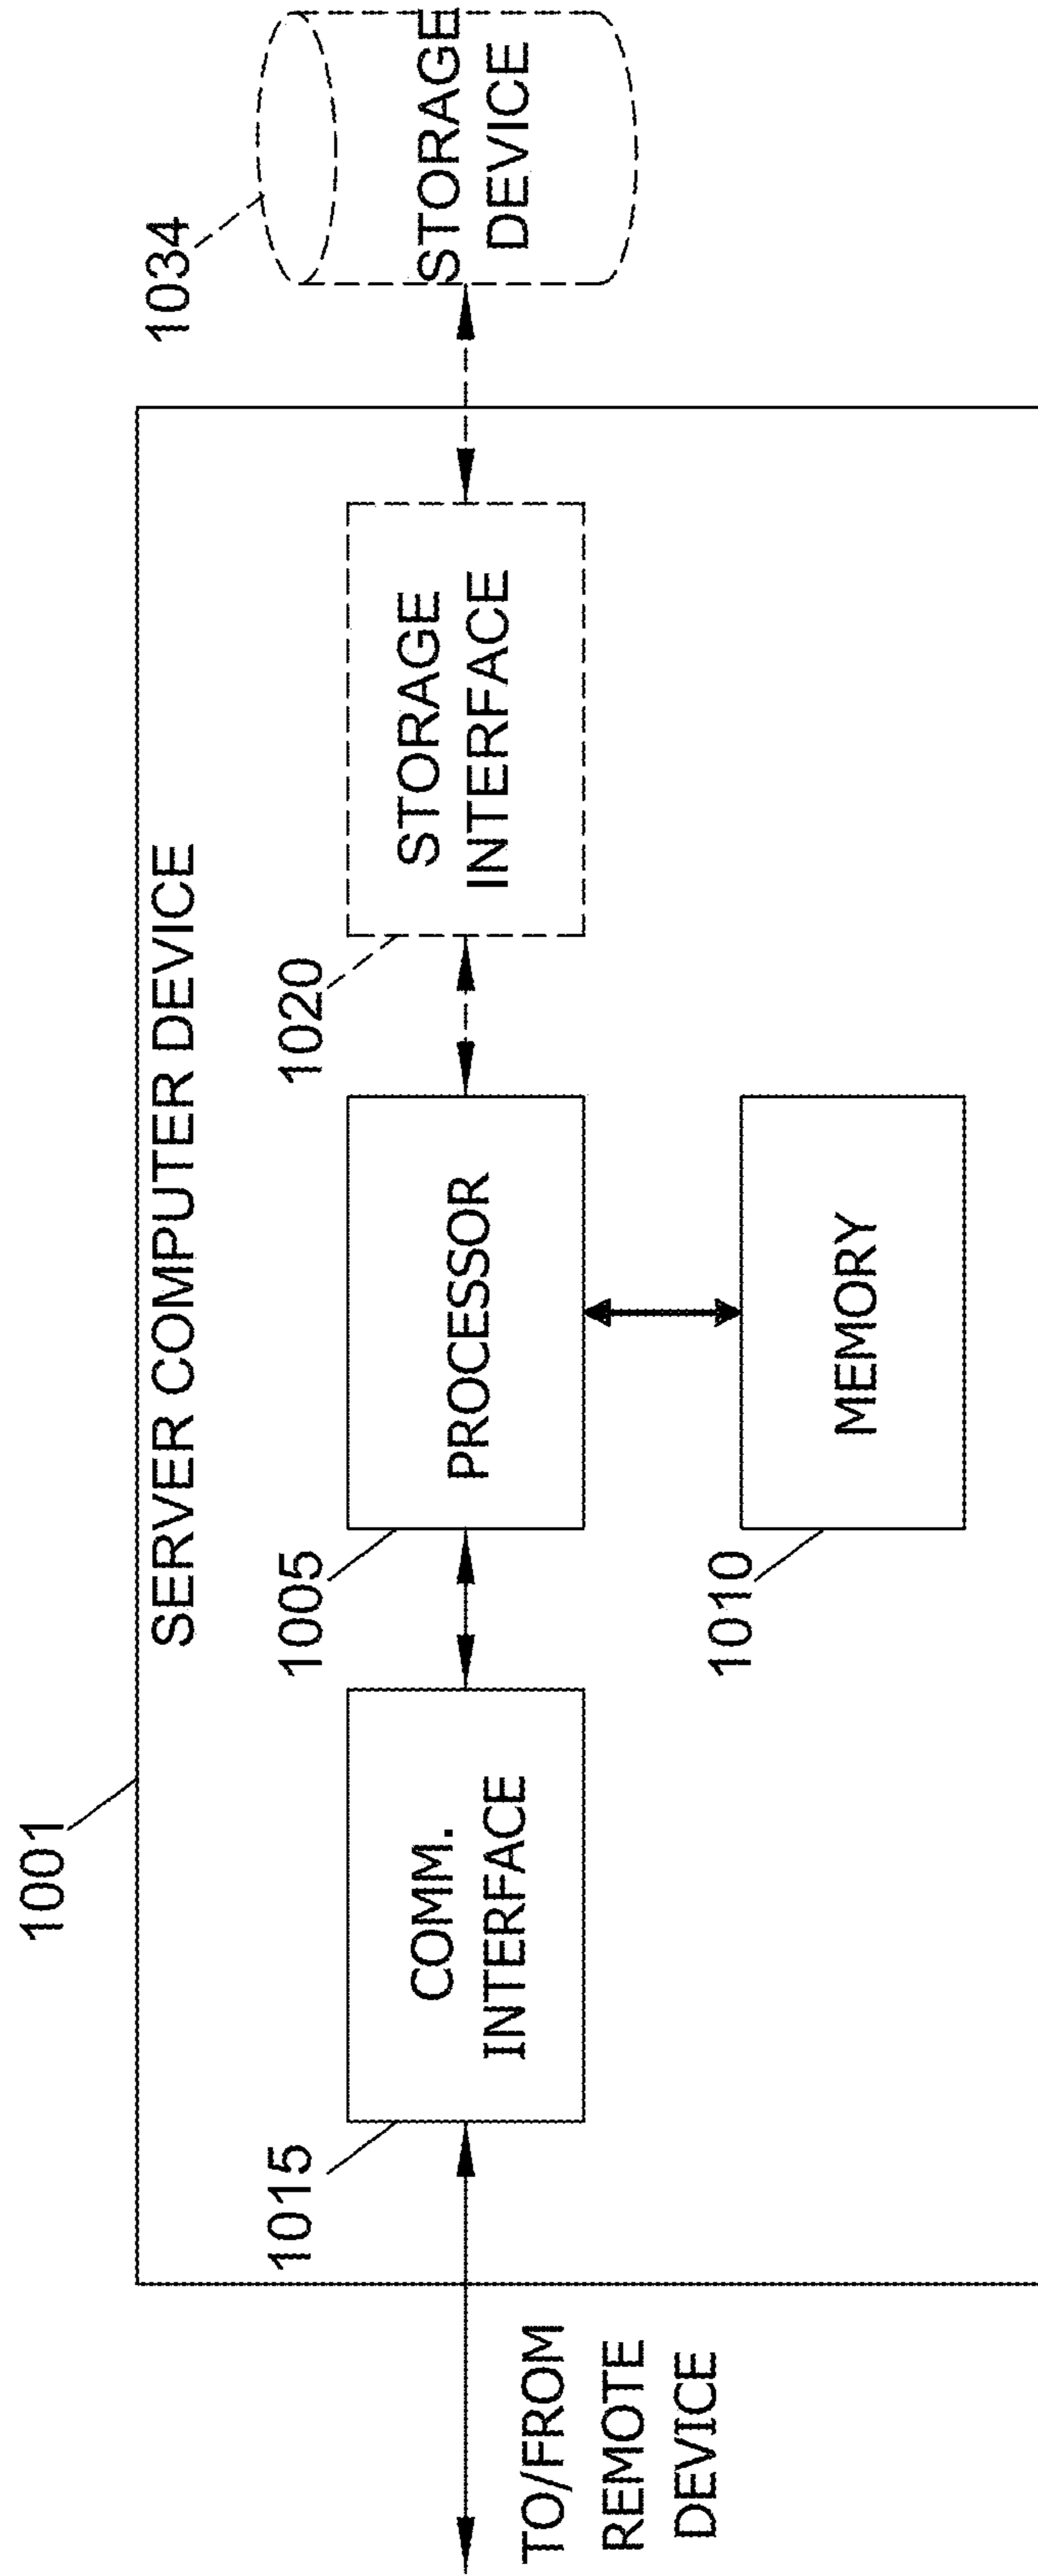 1001
SERVER COMPUTER DEVICE
1034
1015
1005
1020
COMM.
INTERFACE
PROCESSOR
STORAGE
INTERFACE
STORAGE
DEVICE
TO/FROM
REMOTE
DEVICE
1010
MEMORY